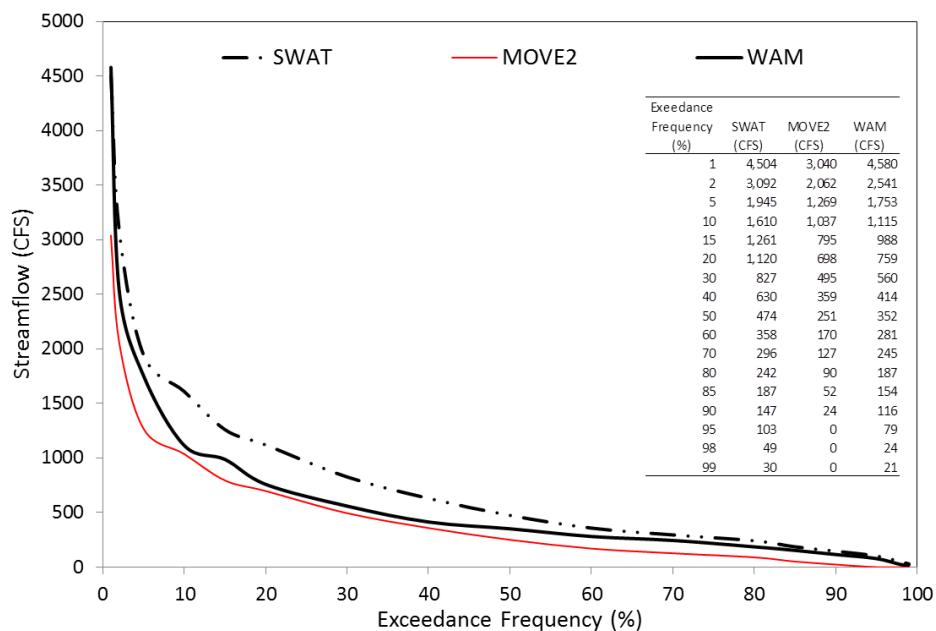 5000
4500
4000
3500
3000
2500
2000
1500
1000
500
0
Streamflow (CFS)
SWAT MOVE2 WAM
Exeedance
Frequency SWAT MOVE2 WAM
(%) (CFS) (CFS) (CFS)
1 4,504 3,040 4,580
2 3,092 2,062 2,541
5 1,945 1,269 1,753
10 1,610 1,037 1,115
15 1,261 795 988
20 1,120 698 759
30 827 495 560
40 630 359 414
50 474 251 352
60 358 170 281
70 296 127 245
80 242 90 187
85 187 52 154
90 147 24 116
95 103 0 79
98 49 0 24
99 30 0 21
0 10 20 30 40 50 60 70 80 90 100
Exceedance Frequency (%)